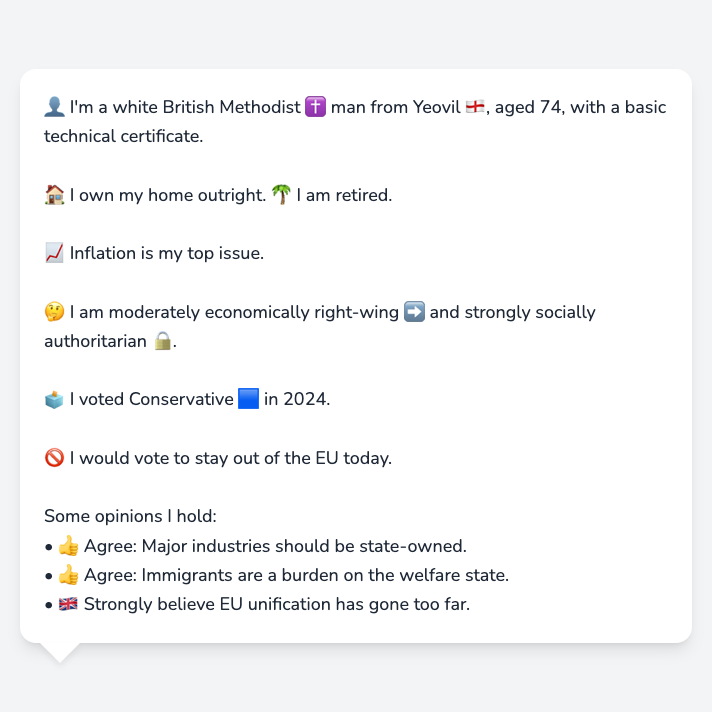 👤 I'm a white British Methodist ✝️ man from Yeovil 🏴󠁧󠁢󠁥󠁮󠁧󠁿, aged 74, with a basic
technical certificate.
🏠 I own my home outright. 🌴 I am retired.
📈 Inflation is my top issue.
🤔 I am moderately economically right-wing ➡️ and strongly socially
authoritarian 🔒.
🗳️ I voted Conservative 🟦 in 2024.
🚫 I would vote to stay out of the EU today.
Some opinions I hold:
• 👍 Agree: Major industries should be state-owned.
• 👍 Agree: Immigrants are a burden on the welfare state.
• 🇬🇧 Strongly believe EU unification has gone too far.